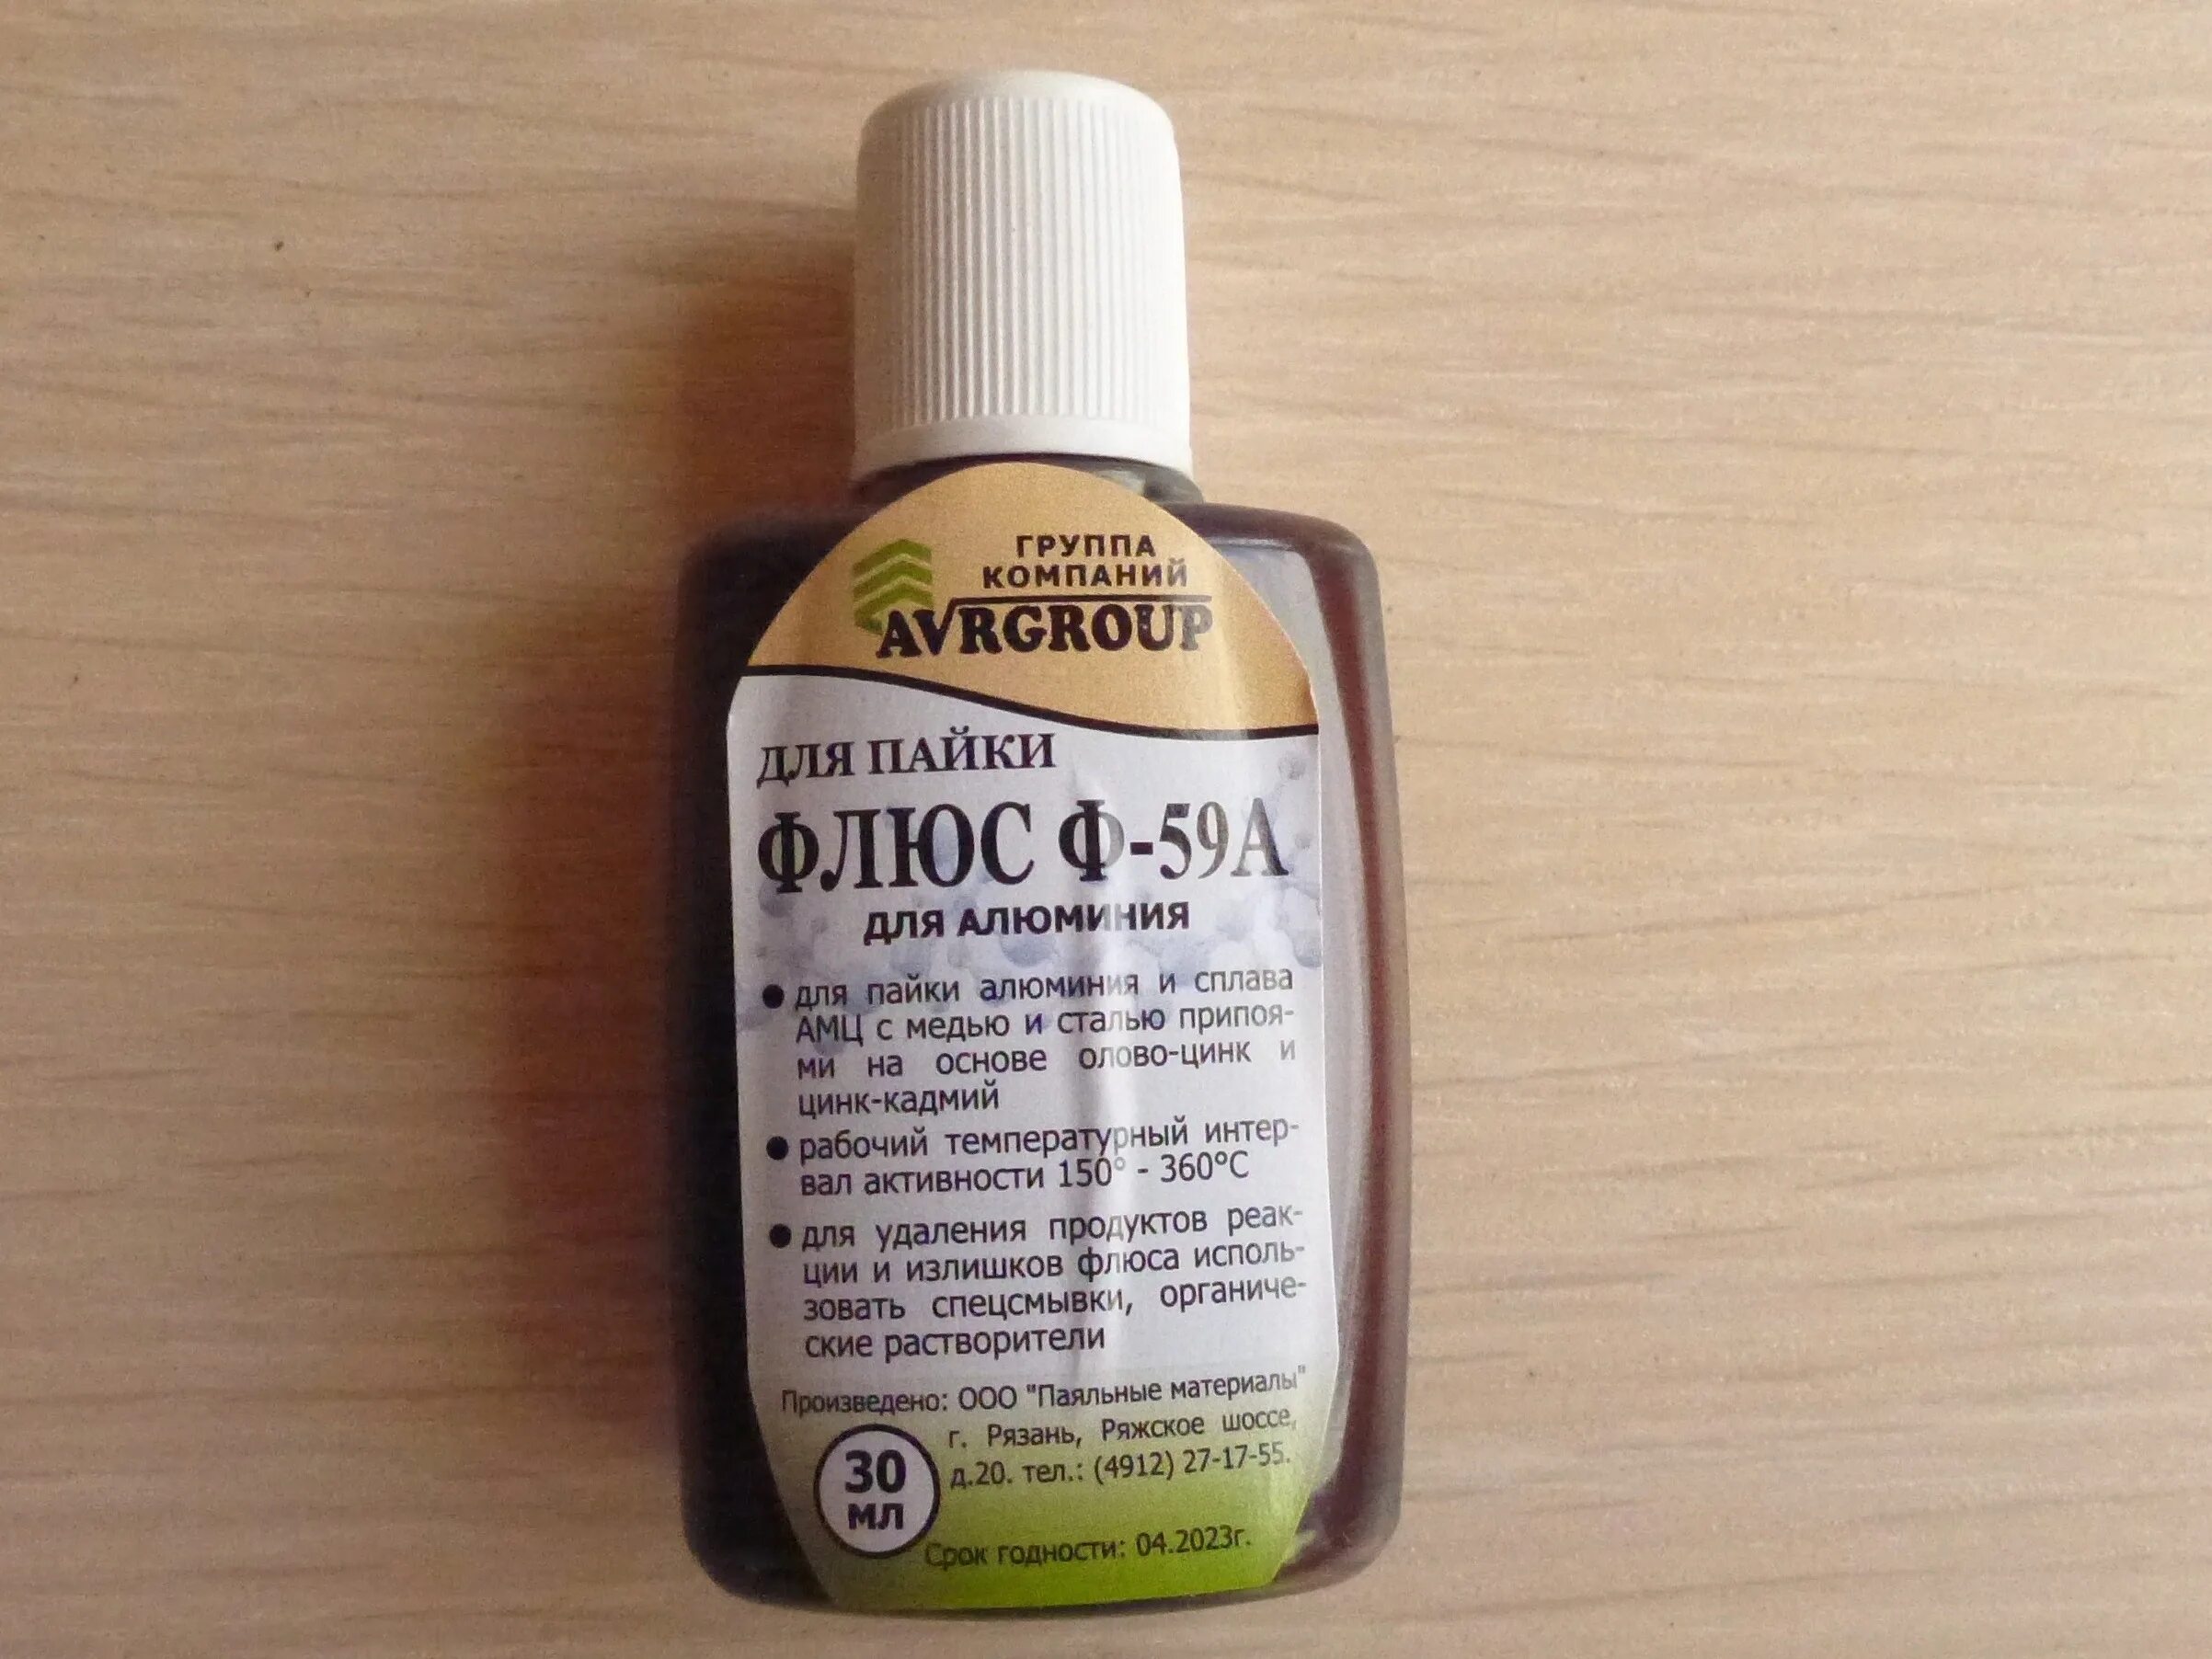 ГРУППА
КОМПАНИЙ
AVRGROUP
ДЛЯ ПАЙКИ
ФЛЮС Ф-59А
ДЛЯ АЛЮМИНИЯ
● для пайки алюминия и сплава
АМЦ с медью и сталью припоя-
ми на основе олово-цинк и
цинк-кадмий
● рабочий температурный интер-
вал активности 150° - 360°С
● для удаления продуктов реак-
ции и излишков флюса исполь-
зовать спецсмывки, органиче-
ские растворители
Произведено: ООО "Паяльные материалы"
г. Рязань, Ряжское шоссе,
д.20. тел.: (4912) 27-17-55.
30
мл
Срок годности: 04.2023г.